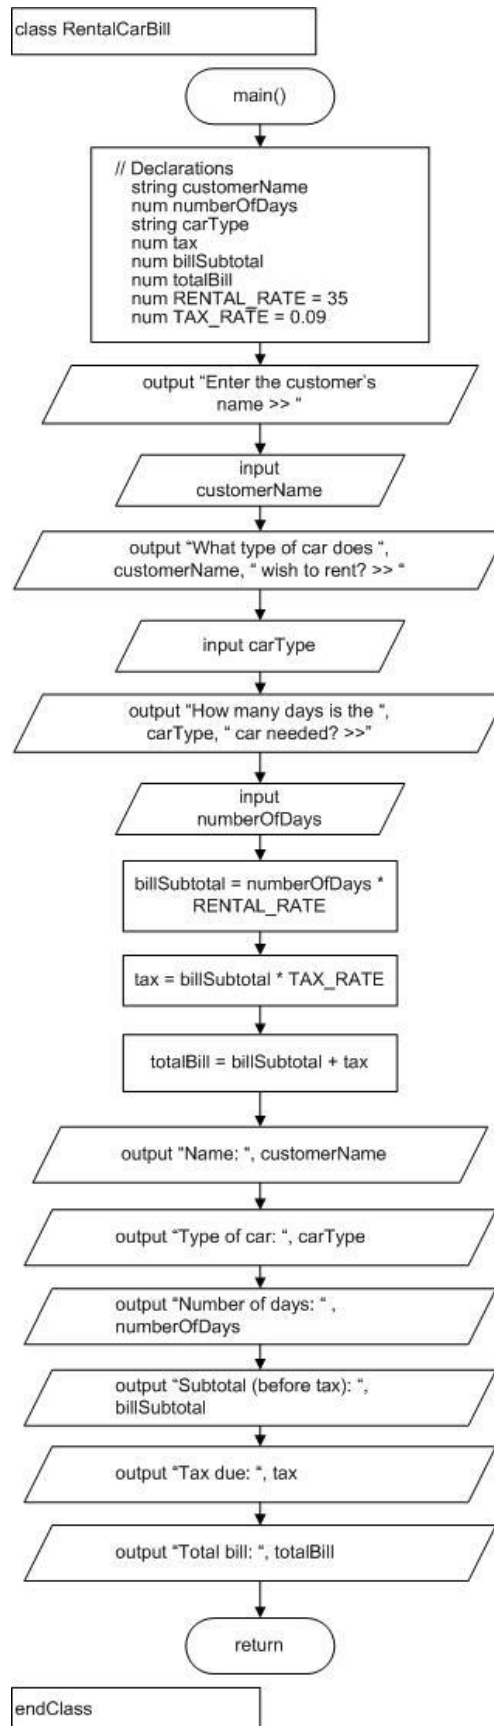 class RentalCarBill
main()
// Declarations
string customerName
num numberOfDays
string carType
num tax
num billSubtotal
num totalBill
num RENTAL_RATE = 35
num TAX_RATE = 0.09
output “Enter the customer’s
name >> “
input
customerName
output “What type of car does “,
customerName, “ wish to rent? >> “
input carType
output “How many days is the “,
carType, “ car needed? >>”
input
numberOfDays
billSubtotal = numberOfDays *
RENTAL_RATE
tax = billSubtotal * TAX_RATE
totalBill = billSubtotal + tax
output “Name: “, customerName
output “Type of car: “, carType
output “Number of days: “ ,
numberOfDays
output “Subtotal (before tax): “,
billSubtotal
output “Tax due: “, tax
output “Total bill: “, totalBill
return
endClass